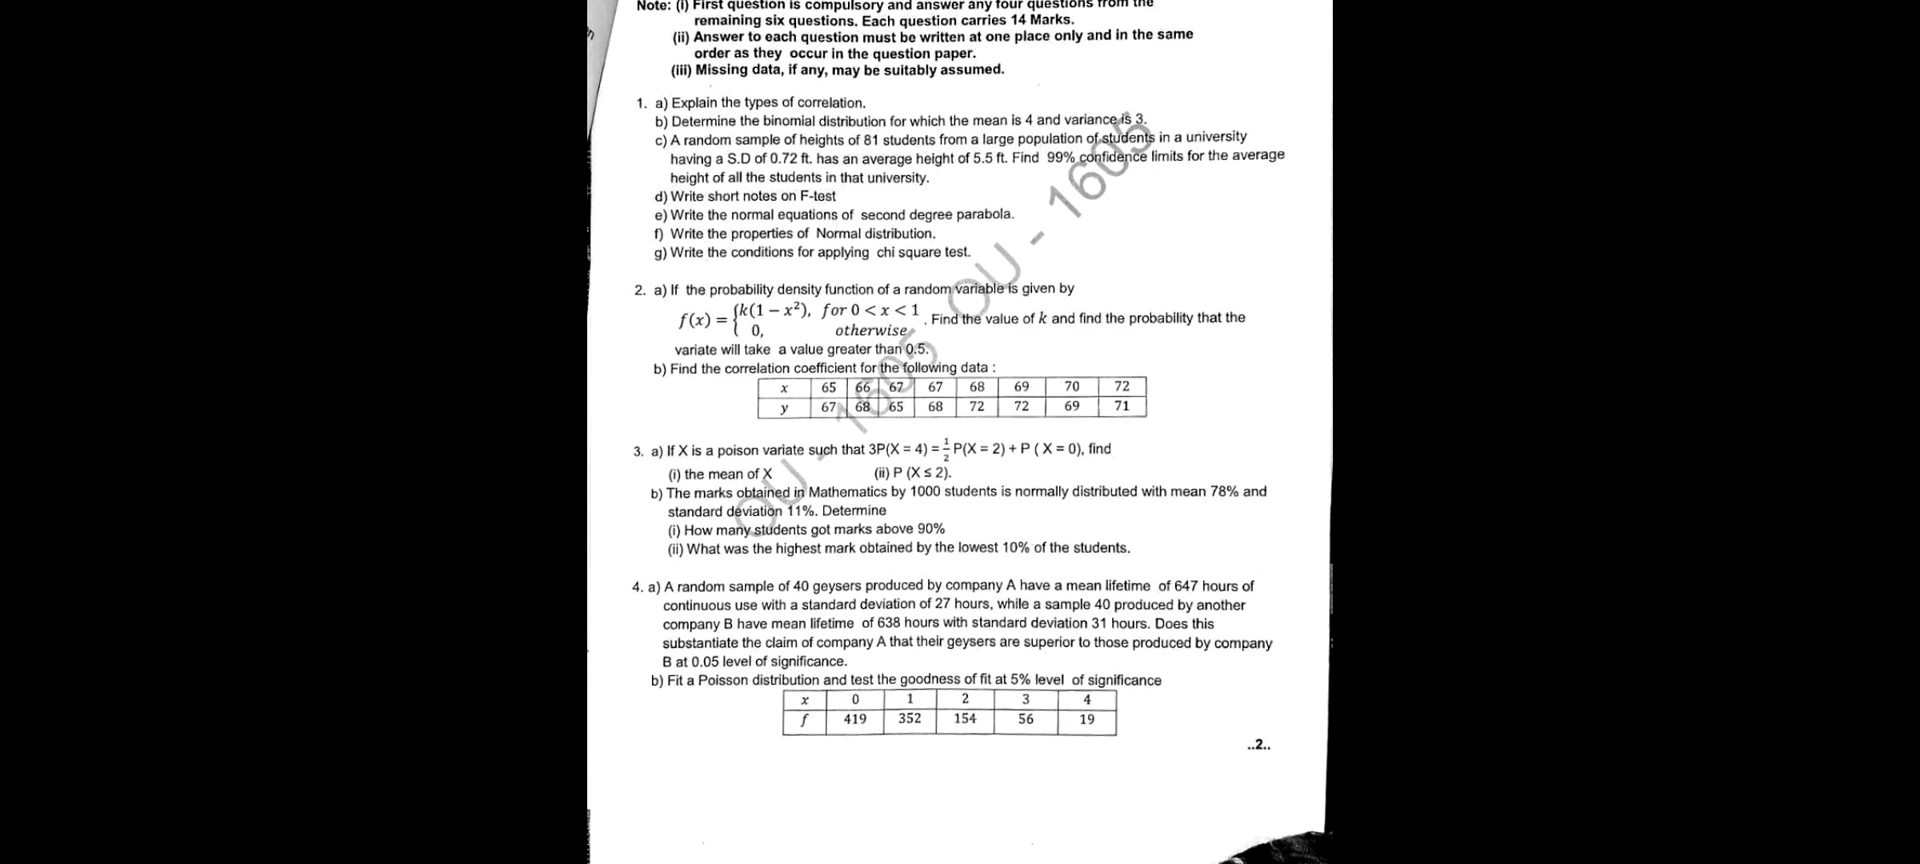 Note: (i) First question is compulsory and answer any four questions from the
remaining six questions. Each question carries 14 Marks.
(ii) Answer to each question must be written at one place only and in the same
order as they occur in the question paper.
(iii) Missing data, if any, may be suitably assumed.
1. a) Explain the types of correlation.
b) Determine the binomial distribution for which the mean is 4 and variance is 3.
c) A random sample of heights of 81 students from a large population of students in a university
having a S.D of 0.72 ft. has an average height of 5.5 ft. Find 99% confidence limits for the average
height of all the students in that university.
d) Write short notes on F-test
e) Write the normal equations of second degree parabola.
f) Write the properties of Normal distribution.
g) Write the conditions for applying chi square test.
2. a) If the probability density function of a random variable is given by
f(x) = {k(1 − x²), for 0 < x < 1
0, otherwise . Find the value of k and find the probability that the
variate will take a value greater than 0.5.
b) Find the correlation coefficient for the following data :
x 65 66 67 67 68 69 70 72
y 67 68 65 68 72 72 69 71
3. a) If X is a poison variate such that 3P(X = 4) = 1/2 P(X = 2) + P ( X = 0), find
(i) the mean of X (ii) P (X ≤ 2).
b) The marks obtained in Mathematics by 1000 students is normally distributed with mean 78% and
standard deviation 11%. Determine
(i) How many students got marks above 90%
(ii) What was the highest mark obtained by the lowest 10% of the students.
4. a) A random sample of 40 geysers produced by company A have a mean lifetime of 647 hours of
continuous use with a standard deviation of 27 hours, while a sample 40 produced by another
company B have mean lifetime of 638 hours with standard deviation 31 hours. Does this
substantiate the claim of company A that their geysers are superior to those produced by company
B at 0.05 level of significance.
b) Fit a Poisson distribution and test the goodness of fit at 5% level of significance
x 0 1 2 3 4
f 419 352 154 56 19
..2..
OU - 1605 OU - 1605